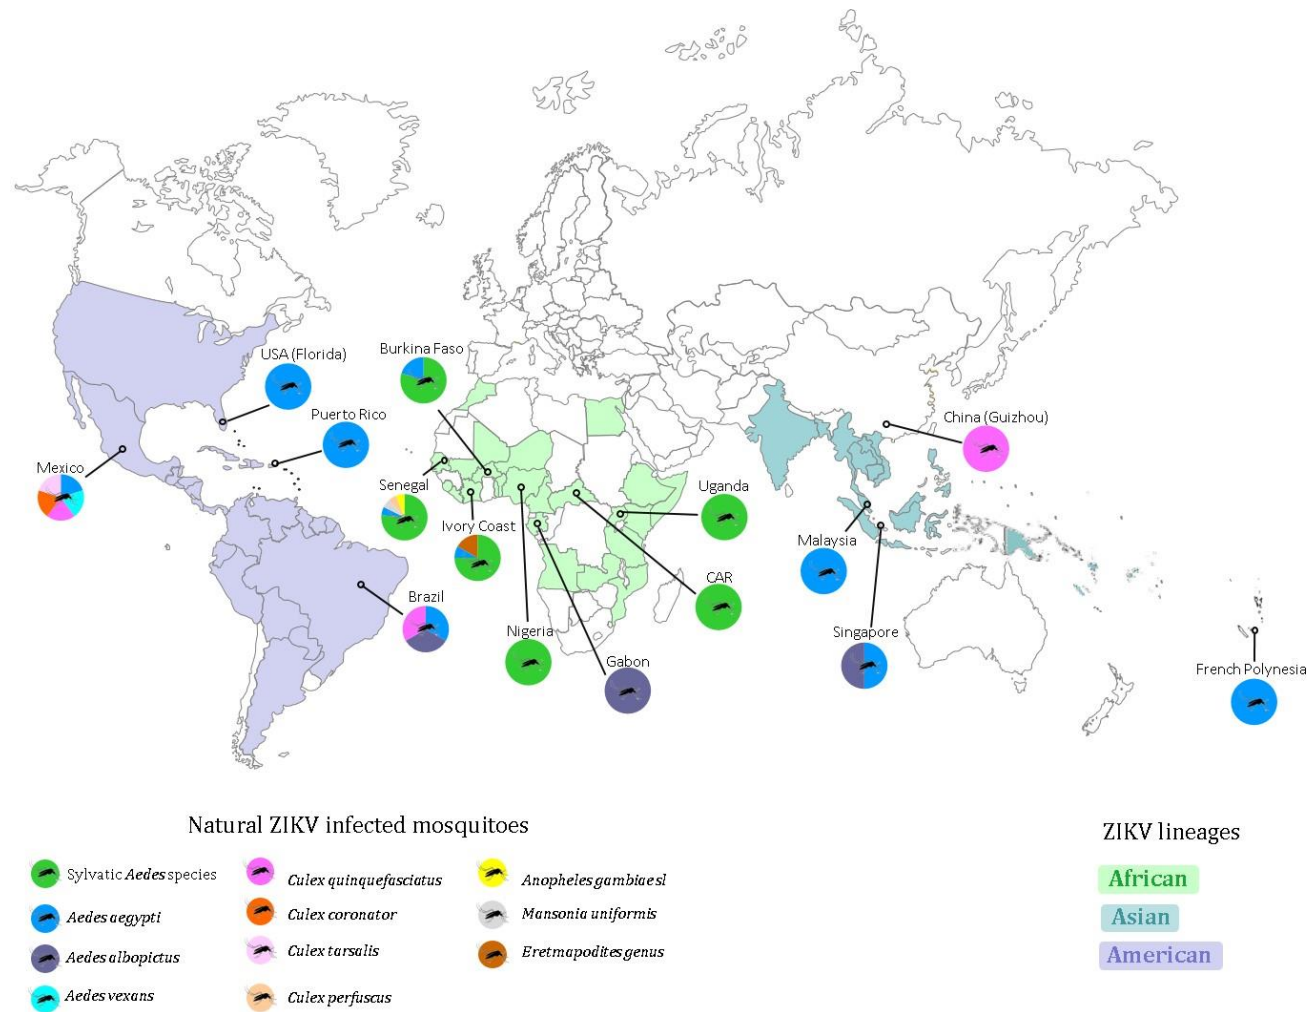 USA (Florida)
Burkina Faso
Puerto Rico
China (Guizhou)
Mexico
Senegal
Uganda
Ivory Coast
Malaysia
CAR
Brazil
Nigeria
Singapore
Gabon
French Polynesia
Natural ZIKV infected mosquitoes
Sylvatic Aedes species
Aedes aegypti
Aedes albopictus
Aedes vexans
Culex quinquefasciatus
Culex coronator
Culex tarsalis
Culex perfuscus
Anopheles gambiae sl
Mansonia uniformis
Eretmapodites genus
ZIKV lineages
African
Asian
American